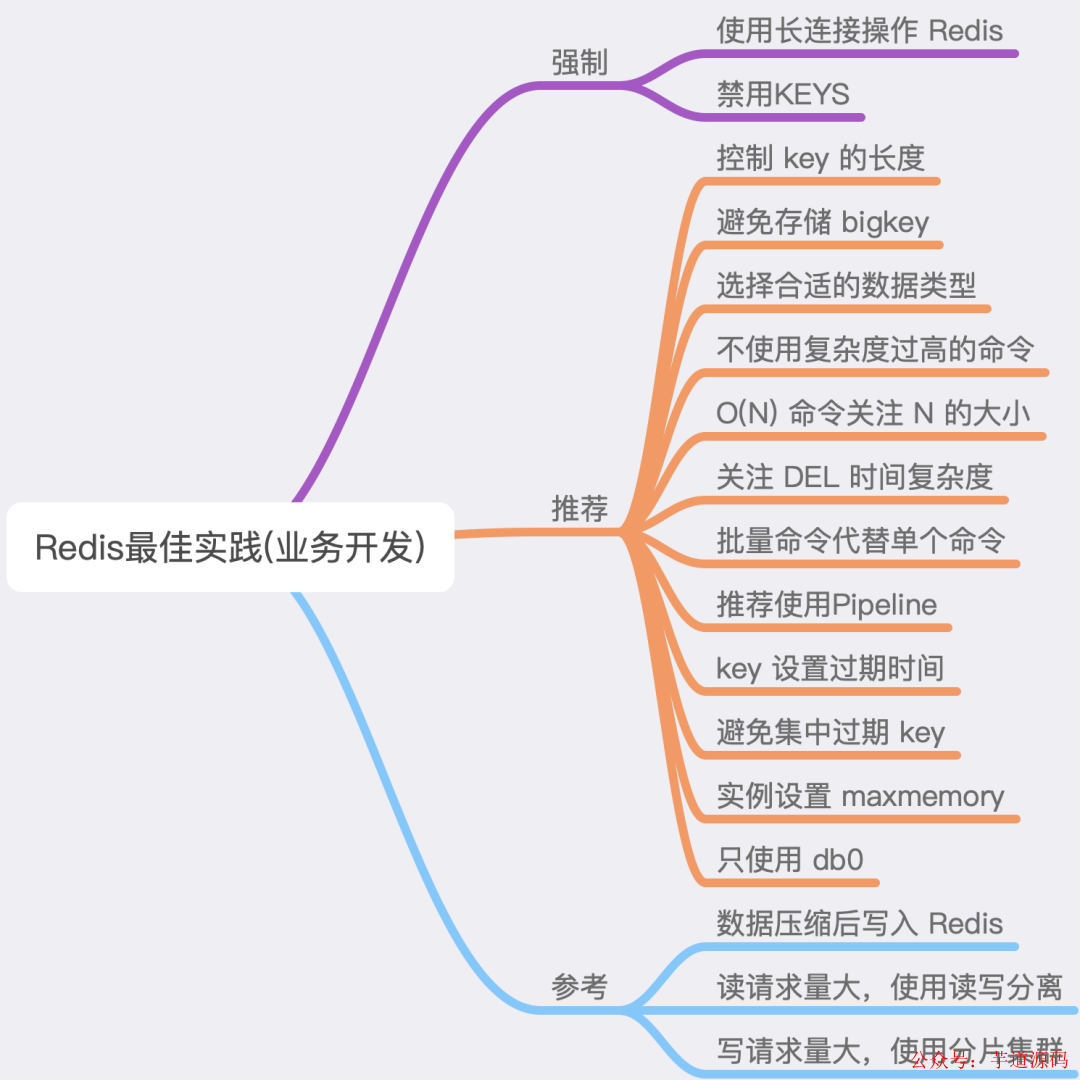 Redis最佳实践(业务开发)
强制
使用长连接操作 Redis
禁用KEYS
推荐
控制 key 的长度
避免存储 bigkey
选择合适的数据类型
不使用复杂度过高的命令
O(N) 命令关注 N 的大小
关注 DEL 时间复杂度
批量命令代替单个命令
推荐使用Pipeline
key 设置过期时间
避免集中过期 key
实例设置 maxmemory
只使用 db0
参考
数据压缩后写入 Redis
读请求量大，使用读写分离
写请求量大，使用分片集群
公众号：芋道源码